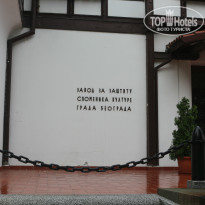 TOP Hotels
ФОТО ТУРИСТА
ЗАВОД ЗА ЗАШТИТУ
СПОМЕНИКА КУЛТУРЕ
ГРАДА БЕОГРАДА